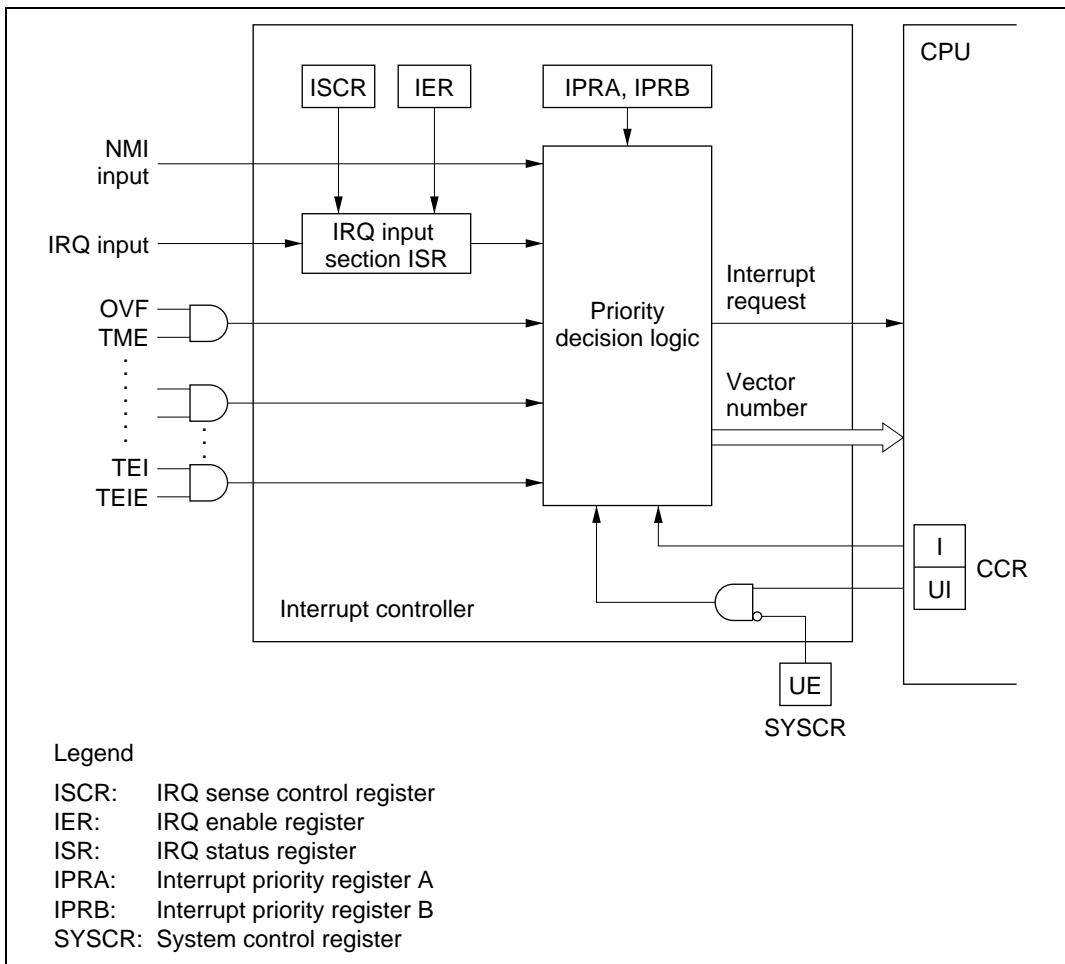 CPU
ISCR
IER
IPRA, IPRB
NMI
input
IRQ input
IRQ input
section ISR
OVF
TME
Priority
decision logic
Interrupt
request
Vector
number
TEI
TEIE
I
UI
CCR
Interrupt controller
UE
SYSCR
Legend
ISCR: IRQ sense control register
IER: IRQ enable register
ISR: IRQ status register
IPRA: Interrupt priority register A
IPRB: Interrupt priority register B
SYSCR: System control register